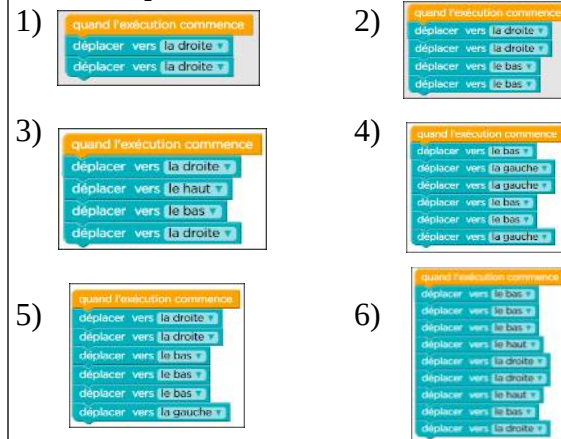 1)
quand l'exécution commence
déplacer vers la droite
déplacer vers la droite
2)
quand l'exécution commence
déplacer vers la droite
déplacer vers la droite
déplacer vers le bas
déplacer vers le bas
3)
quand l'exécution commence
déplacer vers la droite
déplacer vers le haut
déplacer vers le bas
déplacer vers la droite
4)
quand l'exécution commence
déplacer vers le bas
déplacer vers la gauche
déplacer vers la gauche
déplacer vers le bas
déplacer vers le bas
déplacer vers la gauche
5)
quand l'exécution commence
déplacer vers la droite
déplacer vers la droite
déplacer vers le bas
déplacer vers le bas
déplacer vers le bas
déplacer vers la gauche
6)
quand l'exécution commence
déplacer vers le bas
déplacer vers le bas
déplacer vers le bas
déplacer vers le haut
déplacer vers la droite
déplacer vers la droite
déplacer vers le haut
déplacer vers le bas
déplacer vers la droite